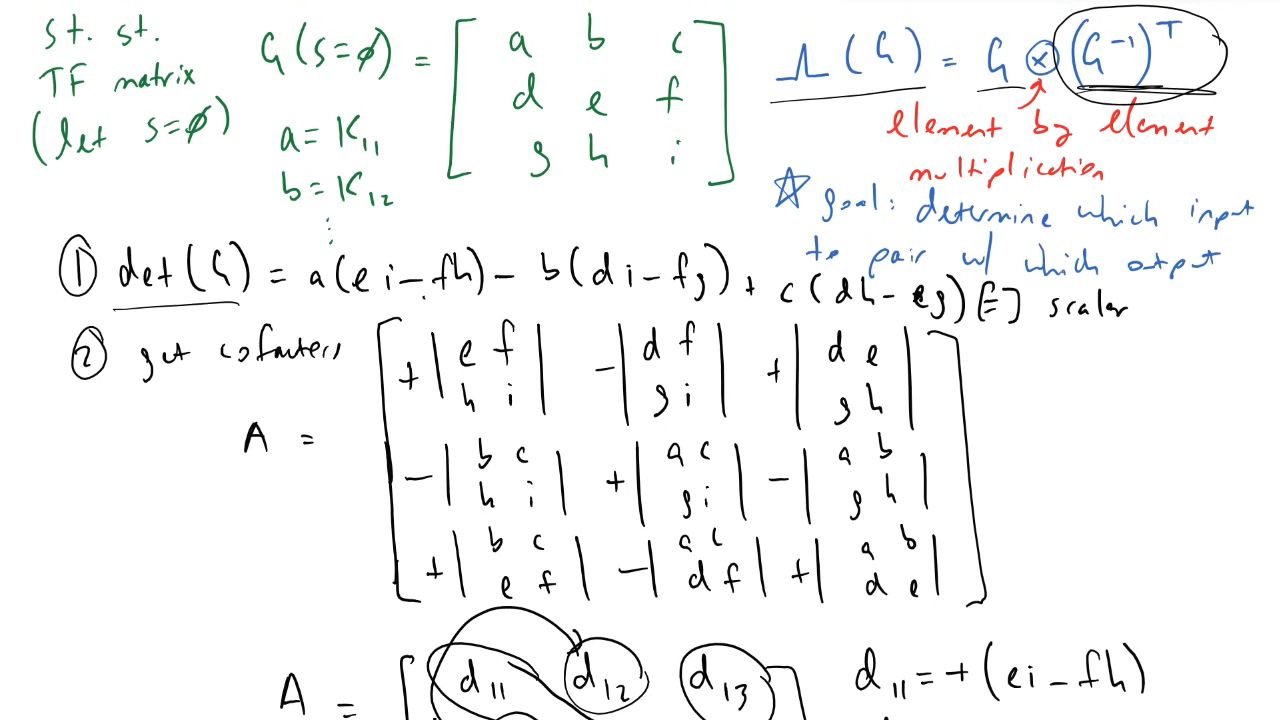 st. st.
TF matrix
(let s=∅)
G(s=∅) = [ a b c
d e f
g h i ]
a = K₁₁
b = K₁₂
⋮
Λ(G) = G ⊗ (G⁻¹)ᵀ
element by element
multiplication
☆ goal: determine which input
to pair w/ which output
① det(G) = a(ei-fh) - b(di-fg) + c(dh-eg) [=] scalar
② get cofactors
A = [ +| e f | -| d f | +| d e |
| h i | | g i | | g h |
-| b c | +| a c | -| a b |
| h i | | g i | | g h |
+| b c | -| a c | +| a b |
| e f | | d f | | d e | ]
A = [ d₁₁ d₁₂ d₁₃ ]
d₁₁ = +(ei-fh)